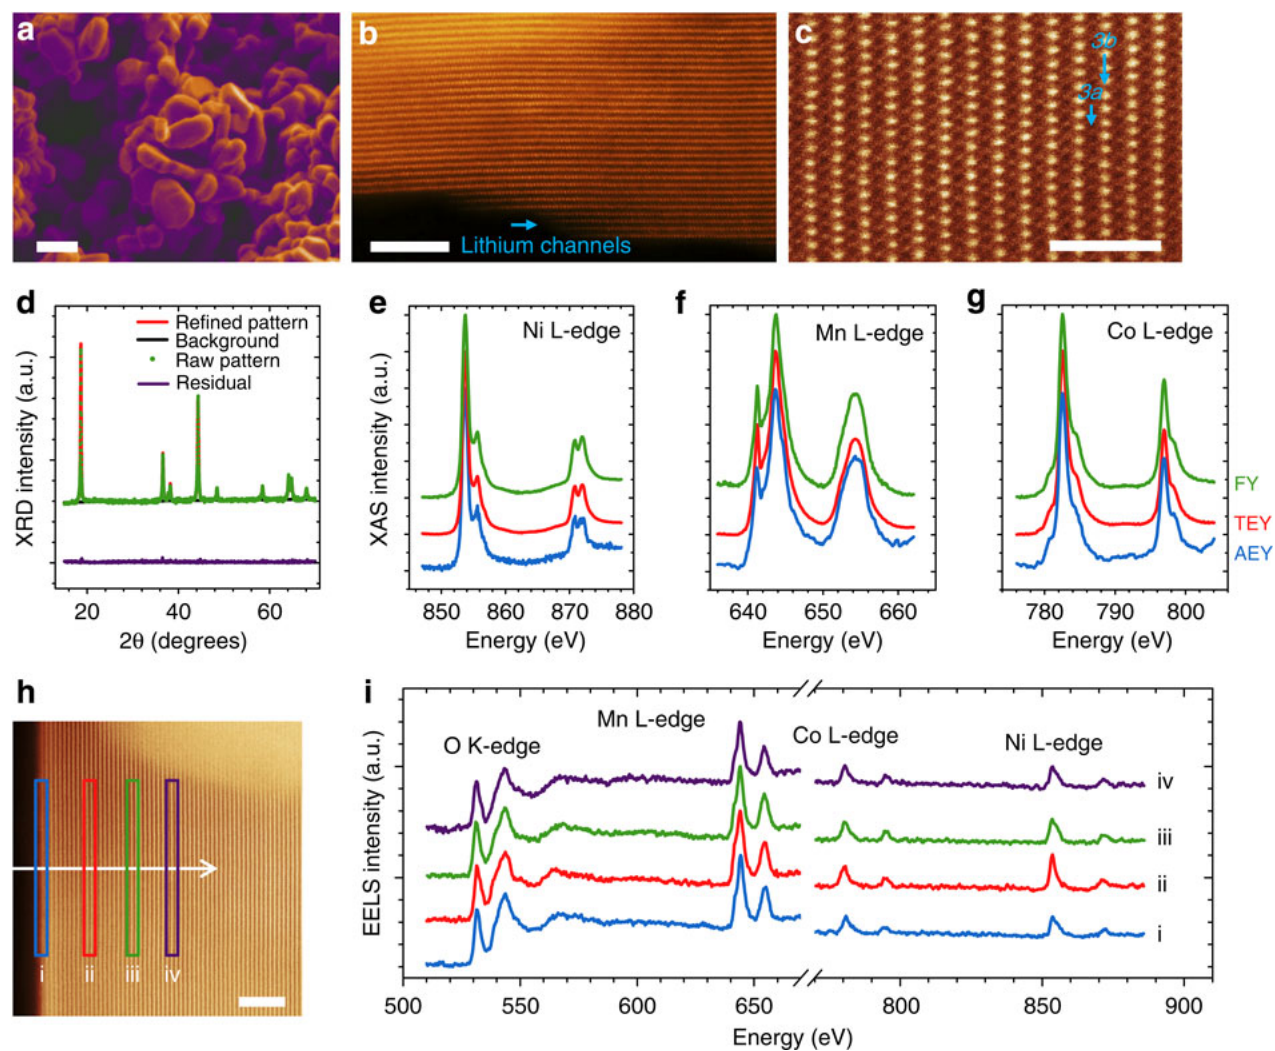 a
b
c
3b
3a
Lithium channels
d
XRD intensity (a.u.)
Refined pattern
Background
Raw pattern
Residual
20 40 60
2θ (degrees)
e
XAS intensity (a.u.)
Ni L-edge
850 860 870 880
Energy (eV)
f
Mn L-edge
640 650 660
Energy (eV)
g
Co L-edge
780 790 800
Energy (eV)
FY
TEY
AEY
h
i ii iii iv
i
EELS intensity (a.u.)
O K-edge
Mn L-edge
Co L-edge
Ni L-edge
iv
iii
ii
i
500 550 600 650 800 850 900
Energy (eV)